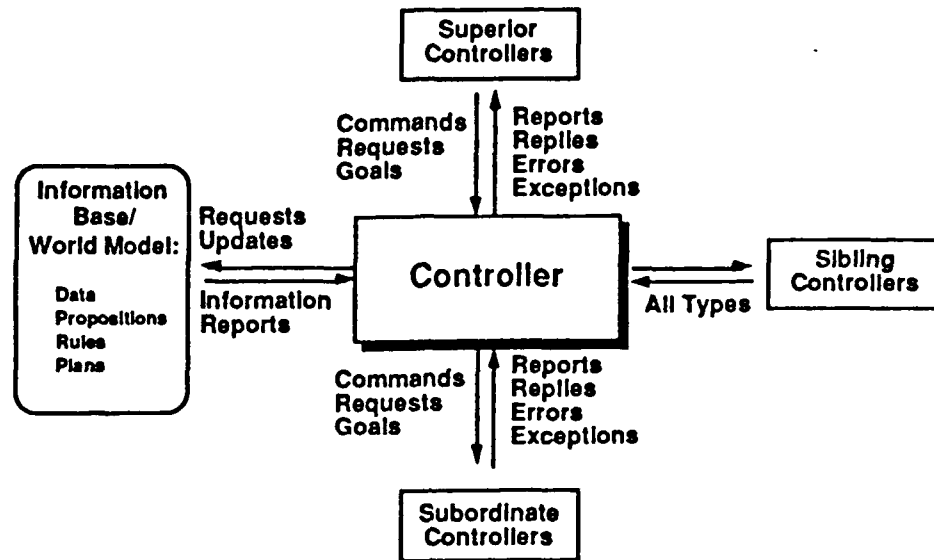 Superior
Controllers
Commands
Requests
Goals
Reports
Replies
Errors
Exceptions
Information
Base/
World Model:
Data
Propositions
Rules
Plans
Requests
Updates
Information
Reports
Controller
Sibling
Controllers
All Types
Commands
Requests
Goals
Reports
Replies
Errors
Exceptions
Subordinate
Controllers